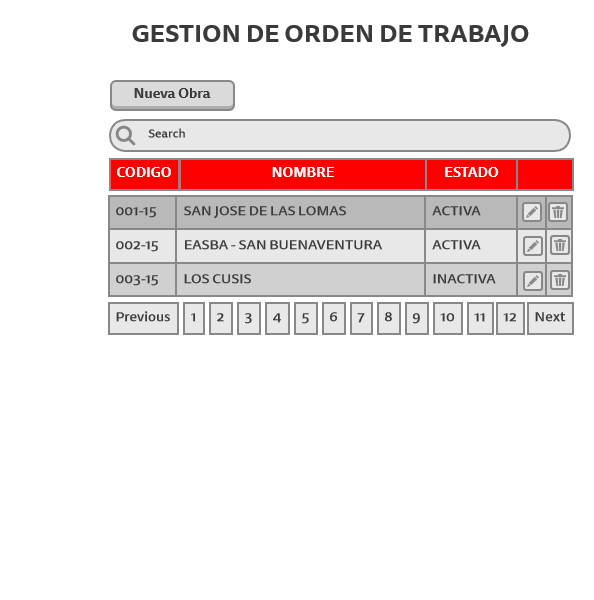 GESTION DE ORDEN DE TRABAJO
Nueva Obra
Search
CODIGO NOMBRE ESTADO
001-15 SAN JOSE DE LAS LOMAS ACTIVA
002-15 EASBA - SAN BUENAVENTURA ACTIVA
003-15 LOS CUSIS INACTIVA
Previous 1 2 3 4 5 6 7 8 9 10 11 12 Next